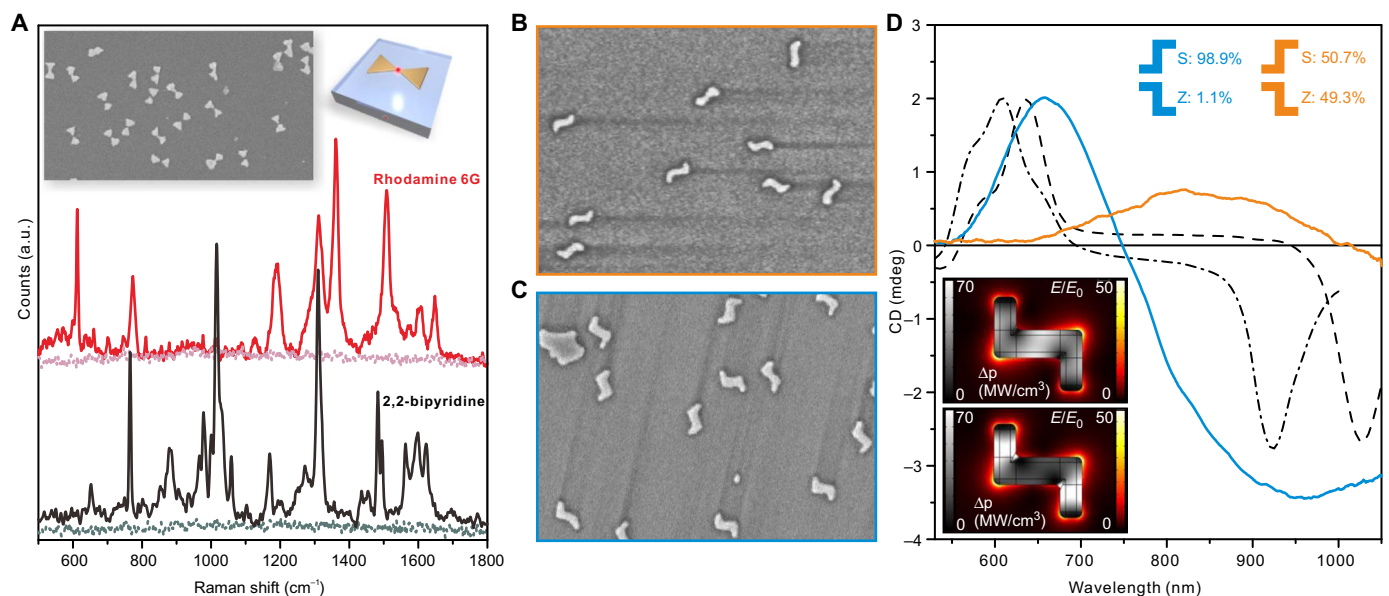 A
Rhodamine 6G
2,2-bipyridine
Counts (a.u.)
600 800 1000 1200 1400 1600 1800
Raman shift (cm⁻¹)
B
C
D
S: 98.9% S: 50.7%
Z: 1.1% Z: 49.3%
3
2
1
0
–1
–2
–3
–4
CD (mdeg)
70 E/E₀ 50
Δp
(MW/cm³)
0 0
70 E/E₀ 50
Δp
(MW/cm³)
0 0
600 700 800 900 1000
Wavelength (nm)